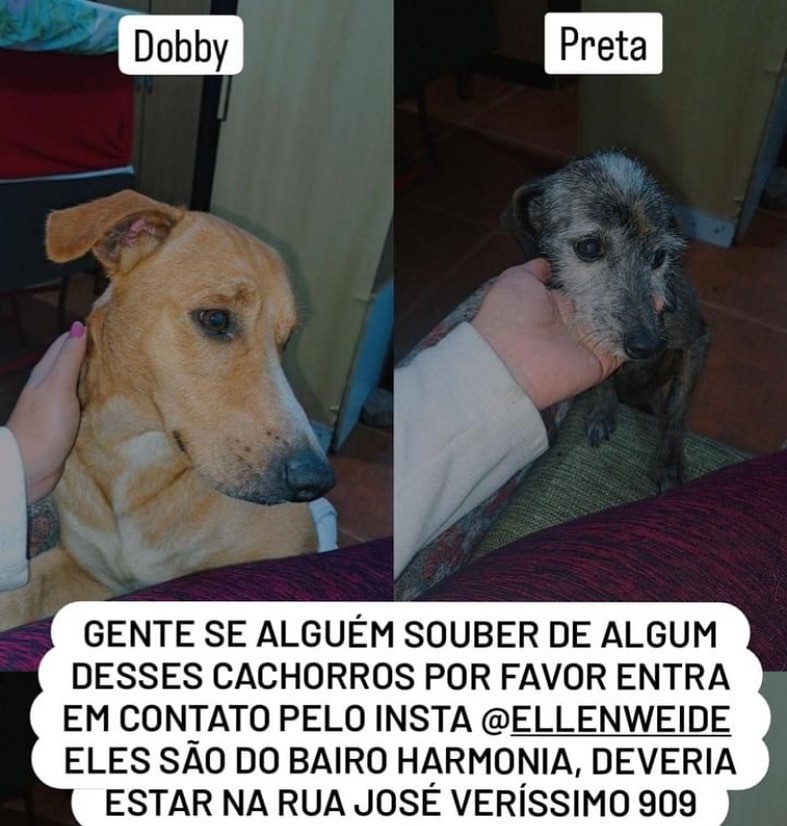 Dobby
Preta
GENTE SE ALGUÉM SOUBER DE ALGUM
DESSES CACHORROS POR FAVOR ENTRA
EM CONTATO PELO INSTA @ELLENWEIDE
ELES SÃO DO BAIRO HARMONIA, DEVERIA
ESTAR NA RUA JOSÉ VERÍSSIMO 909